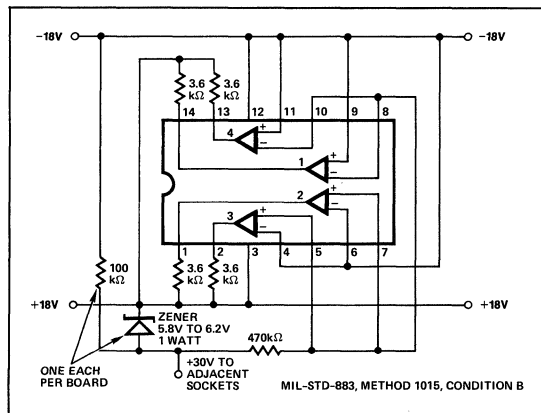 −18V
−18V
3.6
kΩ
3.6
kΩ
14
13
12
11
10
9
8
4
+
−
1
+
−
2
+
−
3
+
−
1
2
3
4
5
6
7
100
kΩ
3.6
kΩ
3.6
kΩ
+18V
+18V
ZENER
5.8V TO 6.2V
1 WATT
470kΩ
ONE EACH
PER BOARD
+30V TO
ADJACENT
SOCKETS
MIL-STD-883, METHOD 1015, CONDITION B